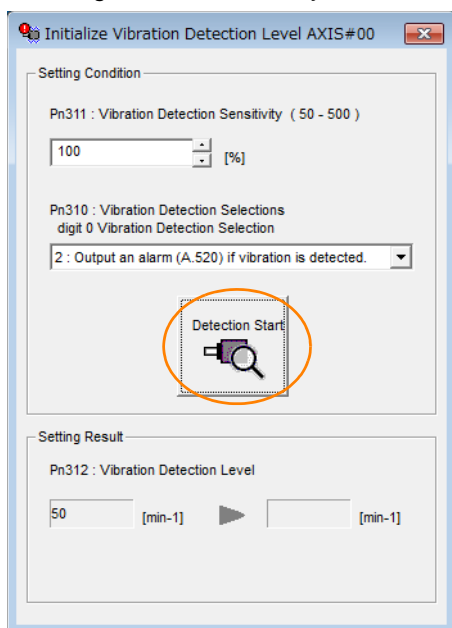 Initialize Vibration Detection Level AXIS#00
Setting Condition
Pn311 : Vibration Detection Sensitivity ( 50 - 500 )
100
[%]
Pn310 : Vibration Detection Selections
digit 0 Vibration Detection Selection
2 : Output an alarm (A.520) if vibration is detected.
Detection Start
Setting Result
Pn312 : Vibration Detection Level
50 [min-1] [min-1]